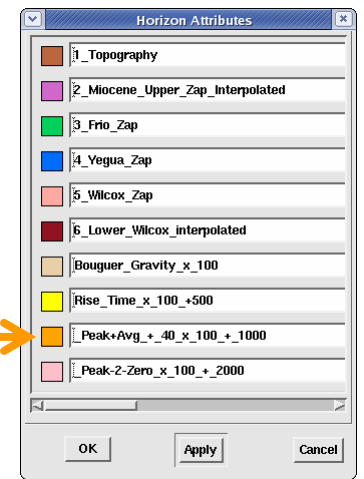 Horizon Attributes
1_Topography
2_Miocene_Upper_Zap_Interpolated
3_Frio_Zap
4_Yegua_Zap
5_Wilcox_Zap
6_Lower_Wilcox_interpolated
Bouguer_Gravity_x_100
Rise_Time_x_100_+500
_Peak+Avg_+_40_x_100_+_1000
_Peak-2-Zero_x_100_+_2000
OK Apply Cancel